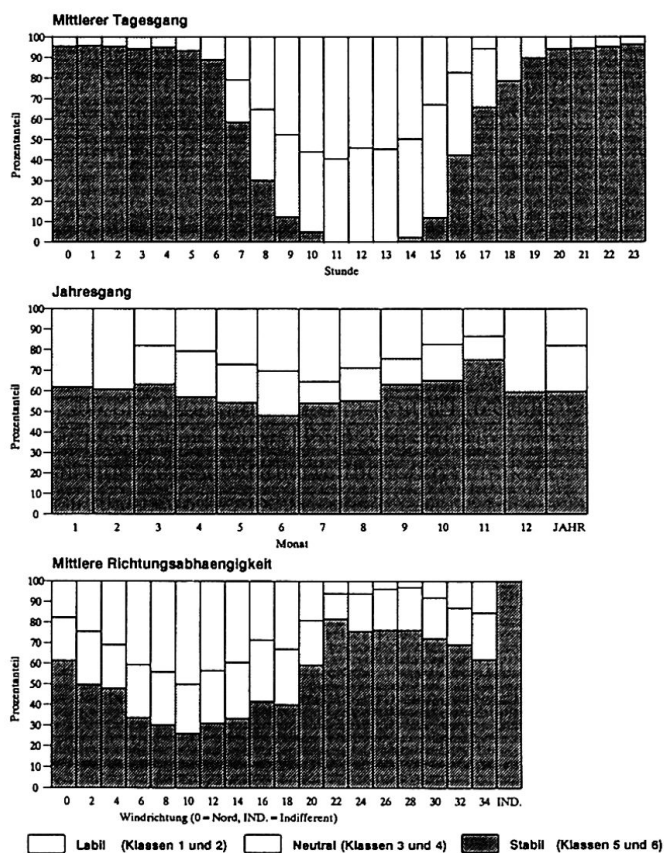 Mittlerer Tagesgang
100
90
80
70
60
50
40
30
20
10
0
Prozentanteil
0 1 2 3 4 5 6 7 8 9 10 11 12 13 14 15 16 17 18 19 20 21 22 23
Stunde
Jahresgang
100
90
80
70
60
50
40
30
20
10
0
Prozentanteil
1 2 3 4 5 6 7 8 9 10 11 12 JAHR
Monat
Mittlere Richtungsabhaengigkeit
100
90
80
70
60
50
40
30
20
10
0
Prozentanteil
0 2 4 6 8 10 12 14 16 18 20 22 24 26 28 30 32 34 IND.
Windrichtung (0 = Nord, IND. = Indifferent)
Labil (Klassen 1 und 2) Neutral (Klassen 3 und 4) Stabil (Klassen 5 und 6)